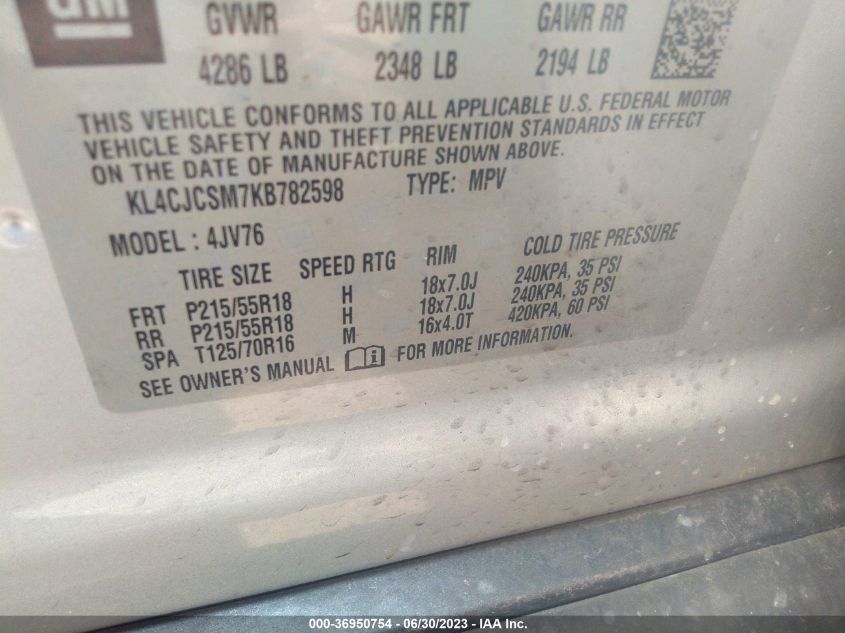 GM
GVWR GAWR FRT GAWR RR
4286 LB 2348 LB 2194 LB
THIS VEHICLE CONFORMS TO ALL APPLICABLE U.S. FEDERAL MOTOR
VEHICLE SAFETY AND THEFT PREVENTION STANDARDS IN EFFECT
ON THE DATE OF MANUFACTURE SHOWN ABOVE.
KL4CJCSM7KB782598 TYPE: MPV
MODEL : 4JV76
TIRE SIZE SPEED RTG RIM COLD TIRE PRESSURE
FRT P215/55R18 H 18x7.0J 240KPA, 35 PSI
RR P215/55R18 H 18x7.0J 240KPA, 35 PSI
SPA T125/70R16 M 16x4.0T 420KPA, 60 PSI
SEE OWNER'S MANUAL FOR MORE INFORMATION.
000-36950754 - 06/30/2023 - IAA Inc.